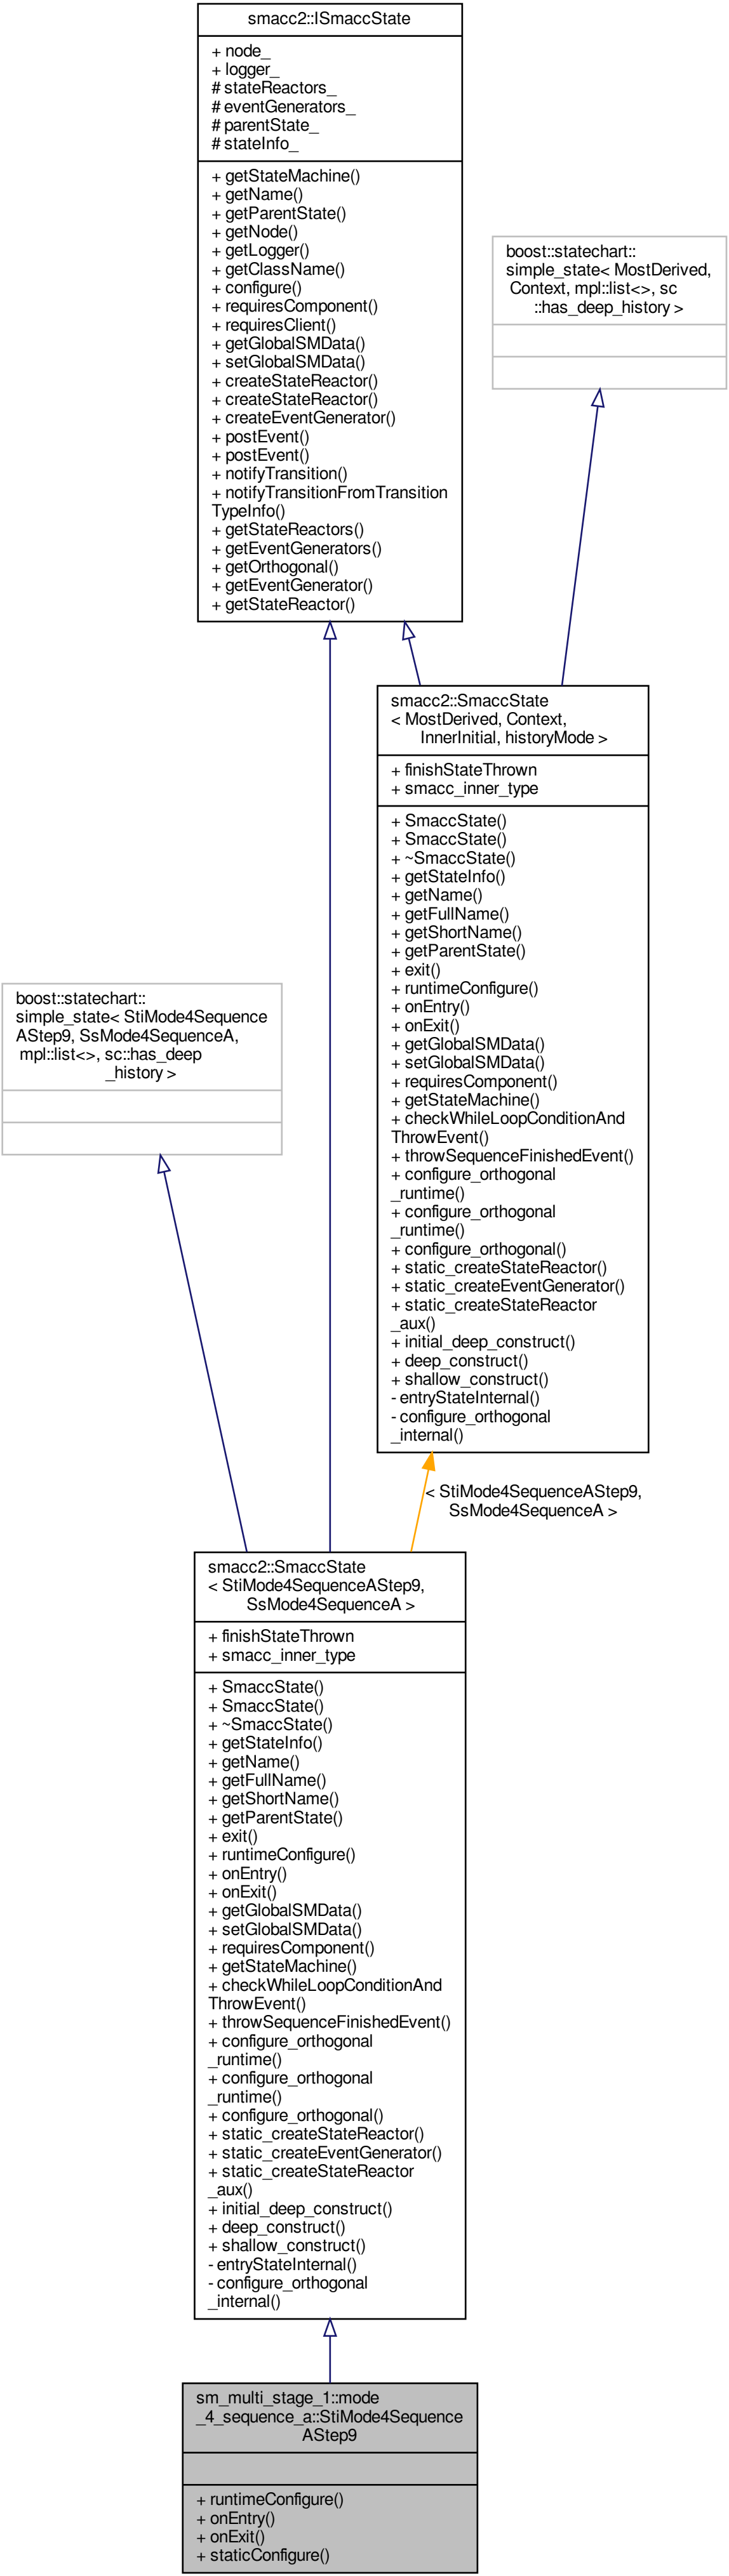 smacc2::ISmaccState
+ node_
+ logger_
# stateReactors_
# eventGenerators_
# parentState_
# stateInfo_
+ getStateMachine()
+ getName()
+ getParentState()
+ getNode()
+ getLogger()
+ getClassName()
+ configure()
+ requiresComponent()
+ requiresClient()
+ getGlobalSMData()
+ setGlobalSMData()
+ createStateReactor()
+ createStateReactor()
+ createEventGenerator()
+ postEvent()
+ postEvent()
+ notifyTransition()
+ notifyTransitionFromTransition
TypeInfo()
+ getStateReactors()
+ getEventGenerators()
+ getOrthogonal()
+ getEventGenerator()
+ getStateReactor()
boost::statechart::
simple_state< MostDerived,
Context, mpl::list<>, sc
::has_deep_history >
smacc2::SmaccState
< MostDerived, Context,
InnerInitial, historyMode >
+ finishStateThrown
+ smacc_inner_type
+ SmaccState()
+ SmaccState()
+ ~SmaccState()
+ getStateInfo()
+ getName()
+ getFullName()
+ getShortName()
+ getParentState()
+ exit()
+ runtimeConfigure()
+ onEntry()
+ onExit()
+ getGlobalSMData()
+ setGlobalSMData()
+ requiresComponent()
+ getStateMachine()
+ checkWhileLoopConditionAnd
ThrowEvent()
+ throwSequenceFinishedEvent()
+ configure_orthogonal
_runtime()
+ configure_orthogonal
_runtime()
+ configure_orthogonal()
+ static_createStateReactor()
+ static_createEventGenerator()
+ static_createStateReactor
_aux()
+ initial_deep_construct()
+ deep_construct()
+ shallow_construct()
- entryStateInternal()
- configure_orthogonal
_internal()
boost::statechart::
simple_state< StiMode4Sequence
AStep9, SsMode4SequenceA,
mpl::list<>, sc::has_deep
_history >
< StiMode4SequenceAStep9,
SsMode4SequenceA >
smacc2::SmaccState
< StiMode4SequenceAStep9,
SsMode4SequenceA >
+ finishStateThrown
+ smacc_inner_type
+ SmaccState()
+ SmaccState()
+ ~SmaccState()
+ getStateInfo()
+ getName()
+ getFullName()
+ getShortName()
+ getParentState()
+ exit()
+ runtimeConfigure()
+ onEntry()
+ onExit()
+ getGlobalSMData()
+ setGlobalSMData()
+ requiresComponent()
+ getStateMachine()
+ checkWhileLoopConditionAnd
ThrowEvent()
+ throwSequenceFinishedEvent()
+ configure_orthogonal
_runtime()
+ configure_orthogonal
_runtime()
+ configure_orthogonal()
+ static_createStateReactor()
+ static_createEventGenerator()
+ static_createStateReactor
_aux()
+ initial_deep_construct()
+ deep_construct()
+ shallow_construct()
- entryStateInternal()
- configure_orthogonal
_internal()
sm_multi_stage_1::mode
_4_sequence_a::StiMode4Sequence
AStep9
+ runtimeConfigure()
+ onEntry()
+ onExit()
+ staticConfigure()